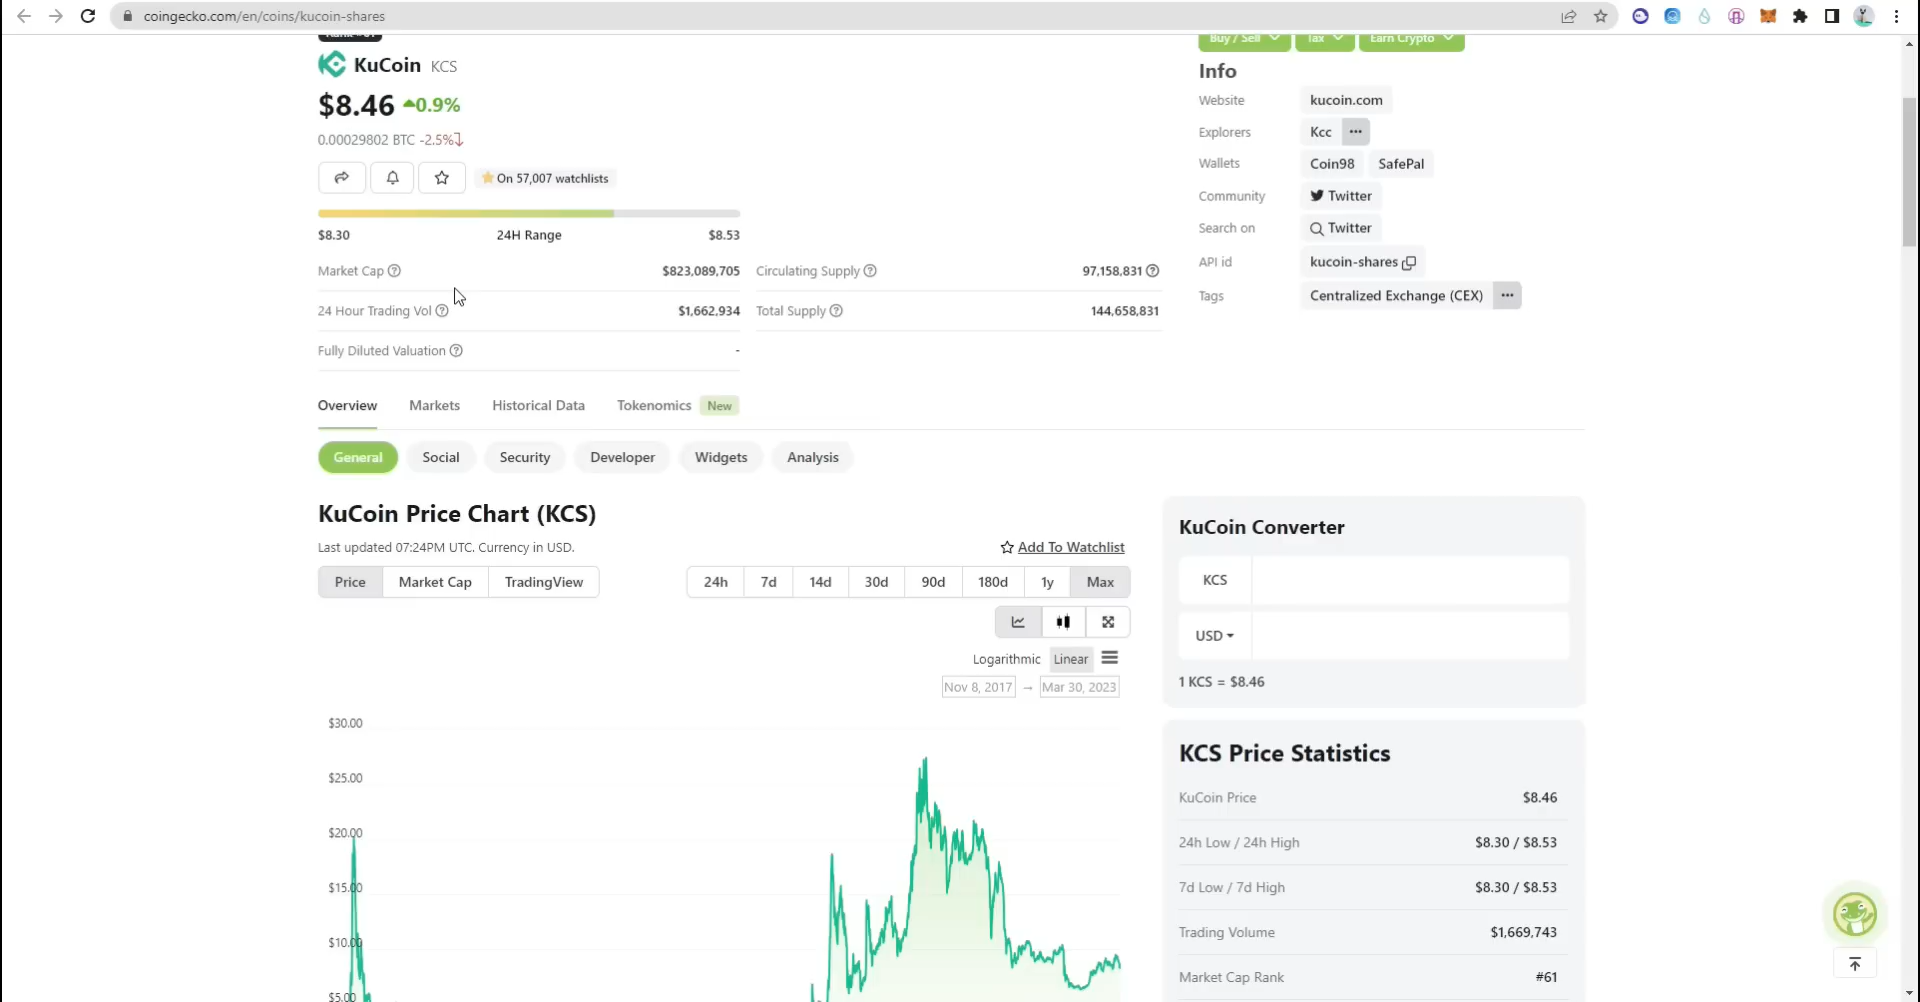 coingecko.com/en/coins/kucoin-shares
Rank #61
Buy / Sell
Tax
Earn Crypto
KuCoin KCS
$8.46 0.9%
0.00029802 BTC -2.5%
On 57,007 watchlists
$8.30 24H Range $8.53
Market Cap $823,089,705
Circulating Supply 97,158,831
24 Hour Trading Vol $1,662,934
Total Supply 144,658,831
Fully Diluted Valuation -
Info
Website kucoin.com
Explorers Kcc
Wallets Coin98 SafePal
Community Twitter
Search on Twitter
API id kucoin-shares
Tags Centralized Exchange (CEX)
Overview Markets Historical Data Tokenomics New
General Social Security Developer Widgets Analysis
KuCoin Price Chart (KCS)
Last updated 07:24PM UTC. Currency in USD.
Add To Watchlist
Price Market Cap TradingView
24h 7d 14d 30d 90d 180d 1y Max
Logarithmic Linear
Nov 8, 2017 → Mar 30, 2023
$30.00
$25.00
$20.00
$15.00
$10.00
$5.00
KuCoin Converter
KCS
USD
1 KCS = $8.46
KCS Price Statistics
KuCoin Price $8.46
24h Low / 24h High $8.30 / $8.53
7d Low / 7d High $8.30 / $8.53
Trading Volume $1,669,743
Market Cap Rank #61